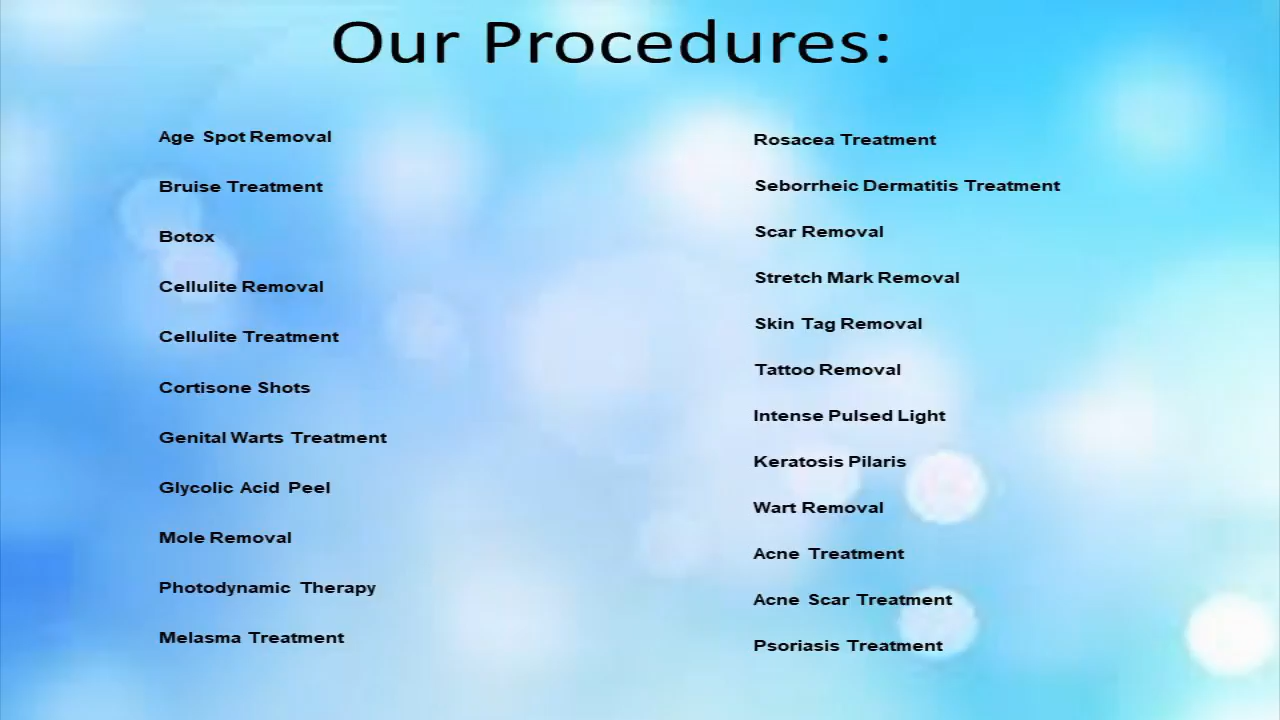 Our Procedures:
Age Spot Removal
Bruise Treatment
Botox
Cellulite Removal
Cellulite Treatment
Cortisone Shots
Genital Warts Treatment
Glycolic Acid Peel
Mole Removal
Photodynamic Therapy
Melasma Treatment
Rosacea Treatment
Seborrheic Dermatitis Treatment
Scar Removal
Stretch Mark Removal
Skin Tag Removal
Tattoo Removal
Intense Pulsed Light
Keratosis Pilaris
Wart Removal
Acne Treatment
Acne Scar Treatment
Psoriasis Treatment